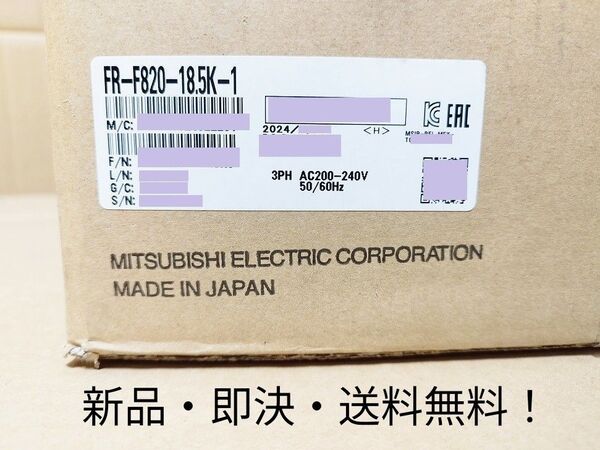 FR-F820-18.5K-1
M/C:
2024/ <H>
F/N:
L/N: 3PH AC200-240V
G/C: 50/60Hz
S/N:
EAC
MITSUBISHI ELECTRIC CORPORATION
MADE IN JAPAN
新品・即決・送料無料！